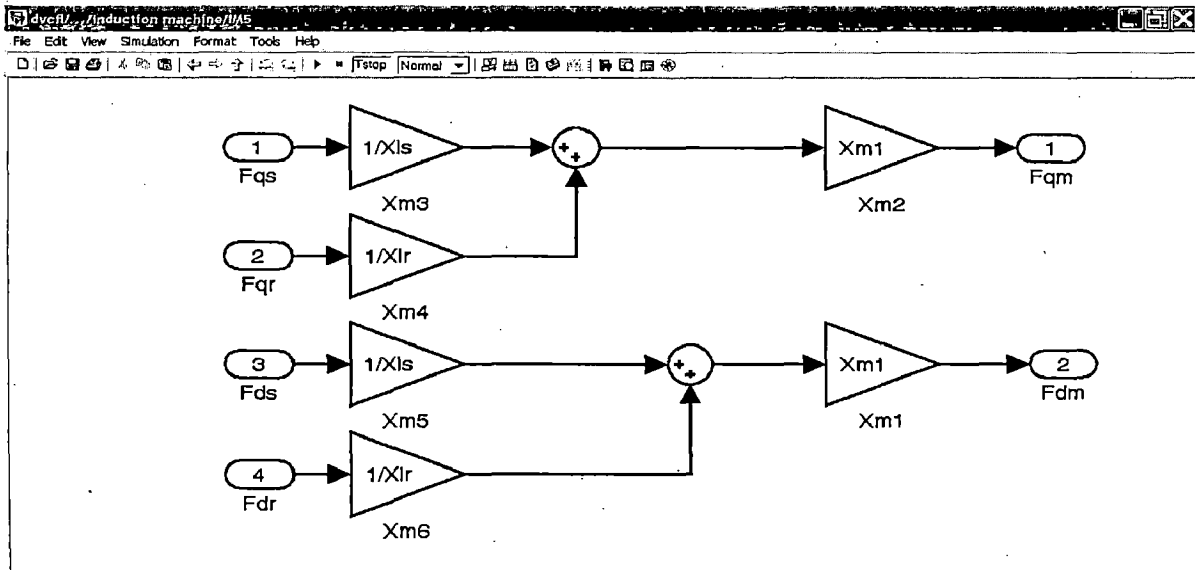 dvcfl/.../induction machine/IM5
File Edit View Simulation Format Tools Help
Tstop Normal
1 1/Xls + + Xm1 1
Fqs Fqm
Xm3 Xm2
2 1/Xlr
Fqr
Xm4
3 1/Xls + + Xm1 2
Fds Fdm
Xm5 Xm1
4 1/Xlr
Fdr
Xm6